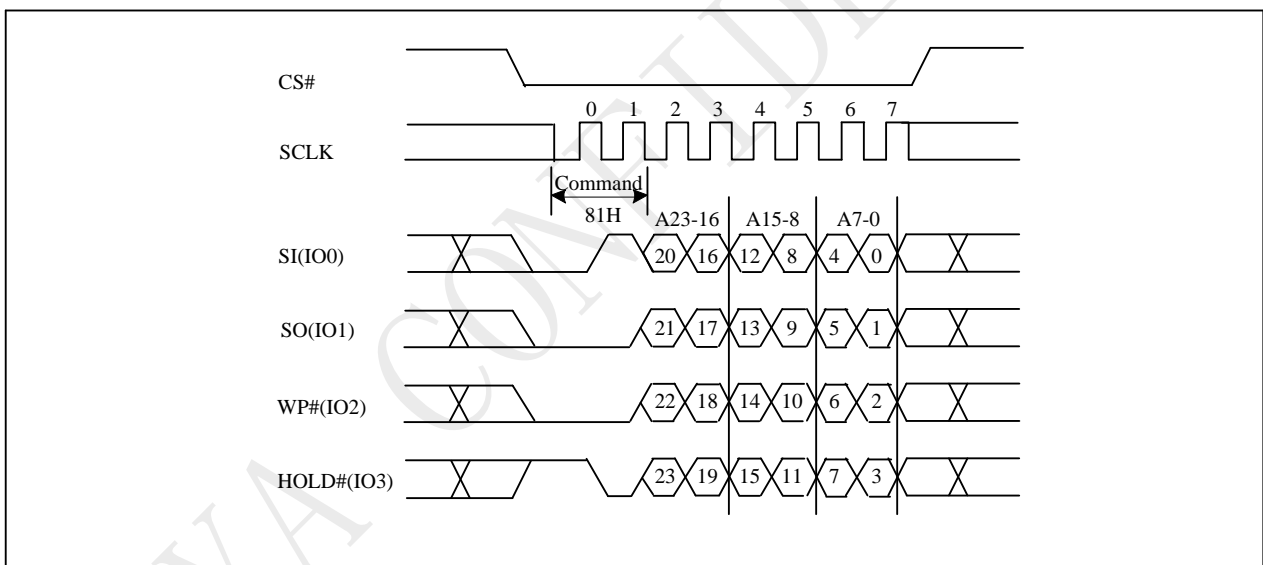 CS#
0 1 2 3 4 5 6 7
SCLK
Command
81H
A23-16 A15-8 A7-0
SI(IO0) 20 16 12 8 4 0
SO(IO1) 21 17 13 9 5 1
WP#(IO2) 22 18 14 10 6 2
HOLD#(IO3) 23 19 15 11 7 3